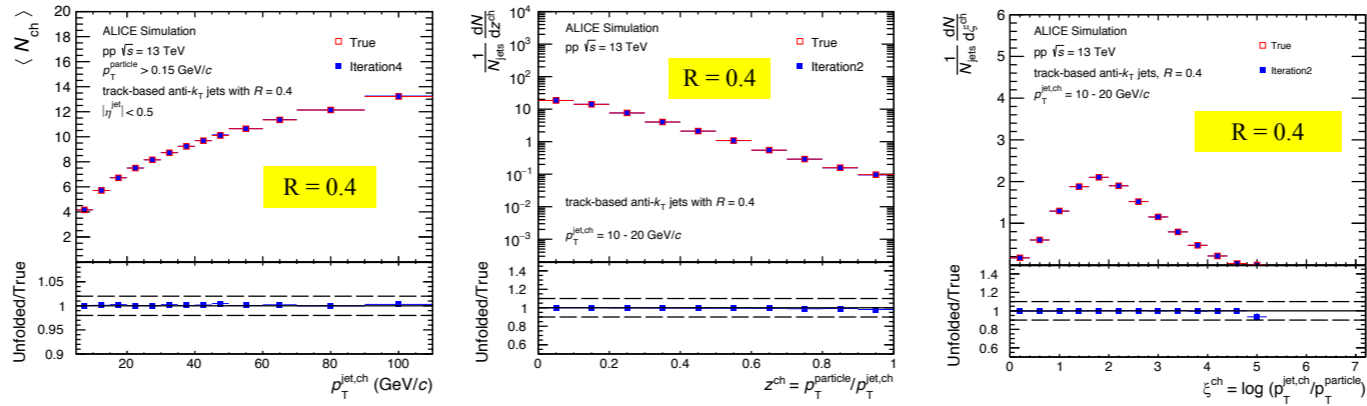 ⟨ N_ch ⟩
18
16
14
12
10
8
6
4
2
ALICE Simulation
pp √s = 13 TeV
p_T^particle > 0.15 GeV/c
track-based anti-k_T jets with R = 0.4
|η^jet| < 0.5
True
Iteration4
R = 0.4
Unfolded/True
1.05
1
0.95
0.9
20 40 60 80 100
p_T^jet,ch (GeV/c)
1/N_jets dN/dz^ch
10^4
10^3
10^2
10
1
10^−1
10^−2
10^−3
ALICE Simulation
pp √s = 13 TeV
True
Iteration2
R = 0.4
track-based anti-k_T jets with R = 0.4
p_T^jet,ch = 10 - 20 GeV/c
Unfolded/True
1.4
1.2
1
0.8
0.6
0 0.2 0.4 0.6 0.8 1
z^ch = p_T^particle/p_T^jet,ch
1/N_jets dN/dξ^ch
6
5
4
3
2
1
ALICE Simulation
pp √s = 13 TeV
track-based anti-k_T jets, R = 0.4
p_T^jet,ch = 10 - 20 GeV/c
True
Iteration2
R = 0.4
Unfolded/True
1.4
1.2
1.0
0.8
0.6
0 1 2 3 4 5 6 7
ξ^ch = log (p_T^jet,ch/p_T^particle)